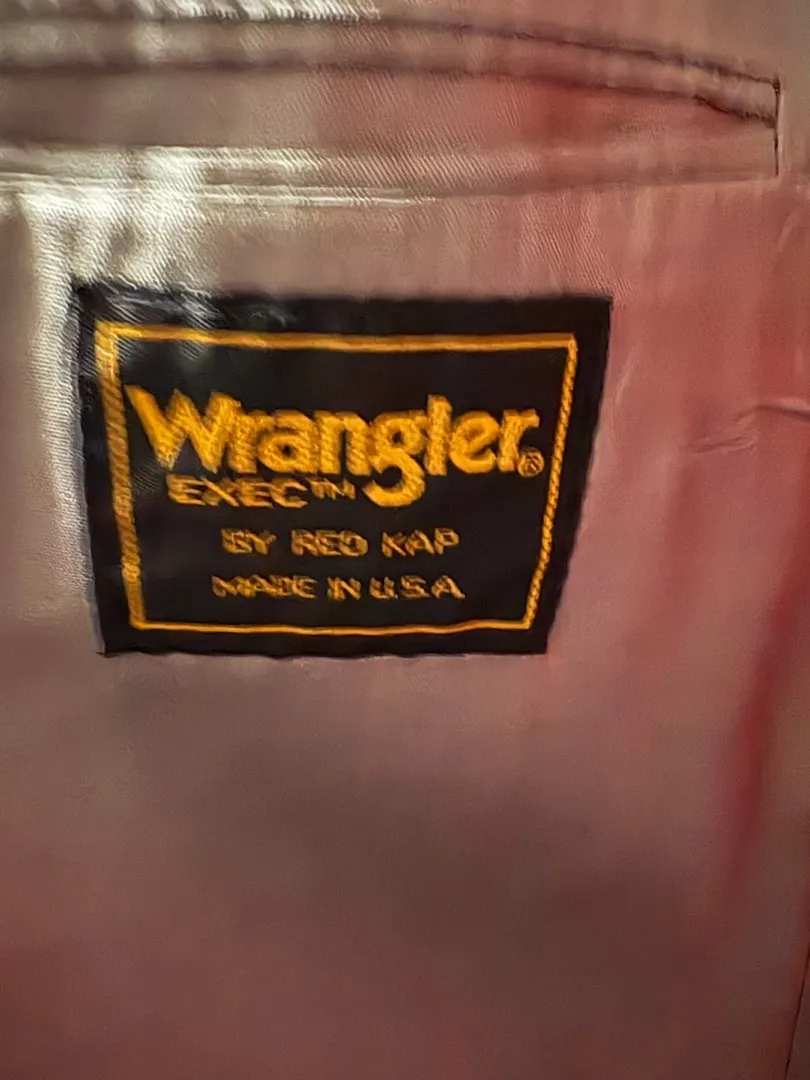 Wrangler®
EXEC™
BY RED KAP
MADE IN U.S.A.